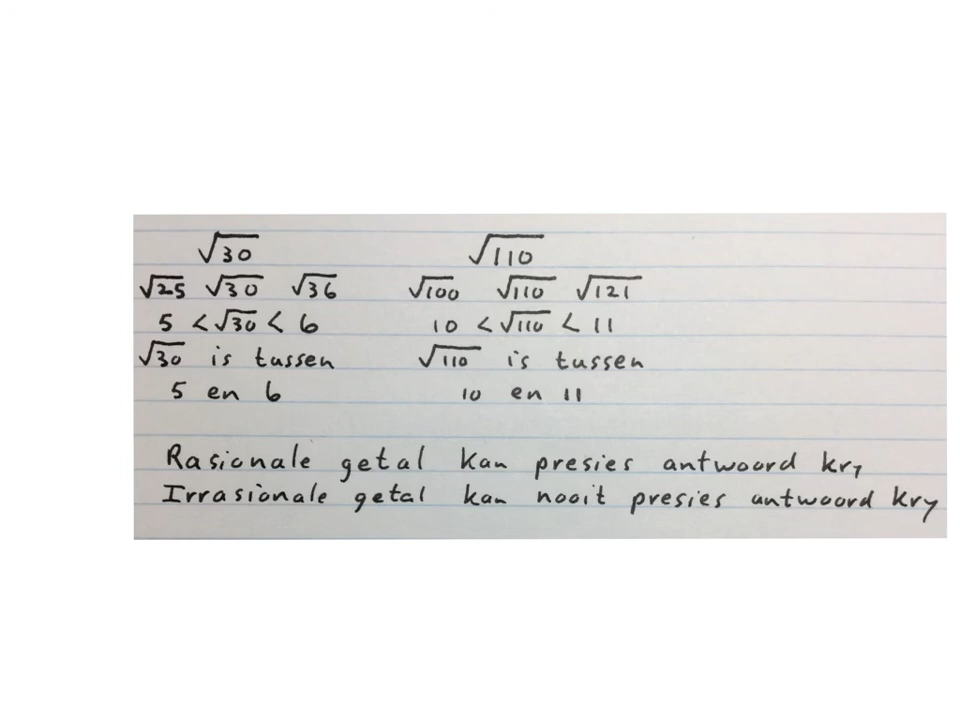 √30 √110
√25 √30 √36 √100 √110 √121
5 < √30 < 6 10 < √110 < 11
√30 is tussen √110 is tussen
5 en 6 10 en 11
Rasionale getal kan presies antwoord kry
Irrasionale getal kan nooit presies antwoord kry